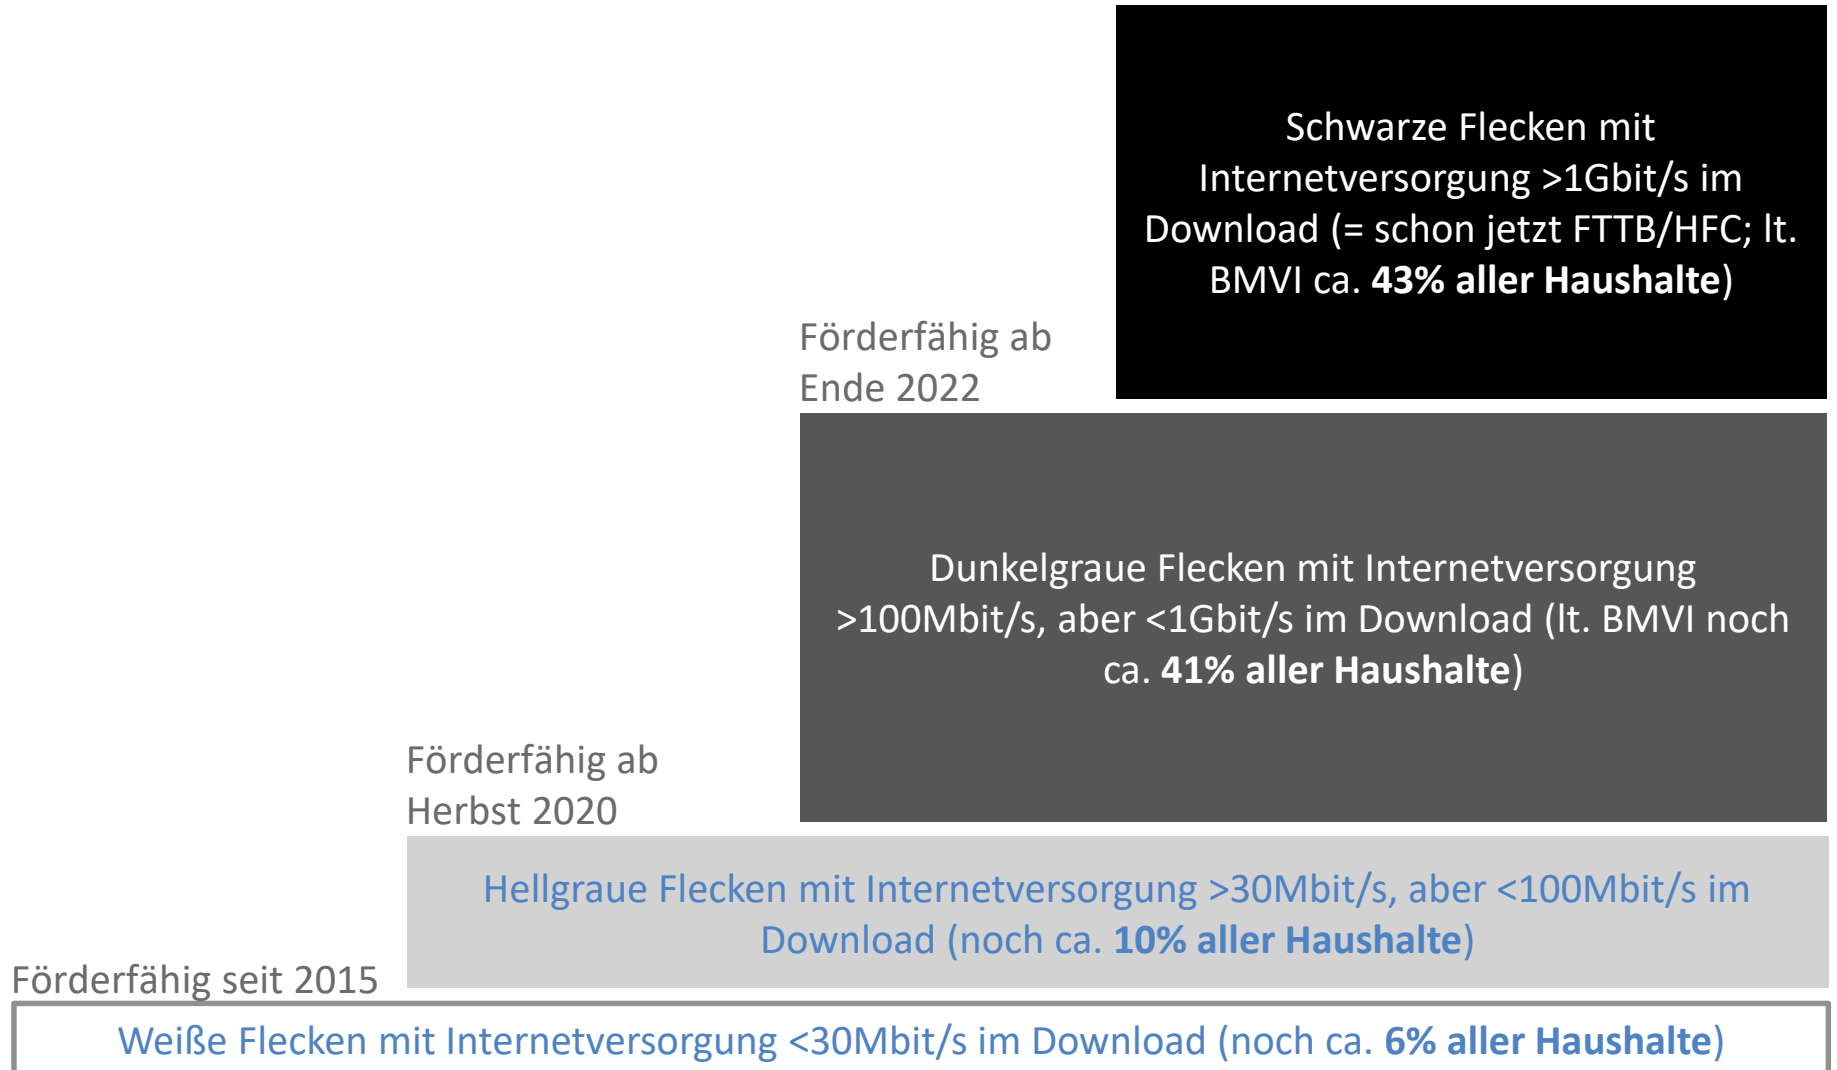 Schwarze Flecken mit
Internetversorgung >1Gbit/s im
Download (= schon jetzt FTTB/HFC; lt.
BMVI ca. 43% aller Haushalte)
Förderfähig ab
Ende 2022
Dunkelgraue Flecken mit Internetversorgung
>100Mbit/s, aber <1Gbit/s im Download (lt. BMVI noch
ca. 41% aller Haushalte)
Förderfähig ab
Herbst 2020
Hellgraue Flecken mit Internetversorgung >30Mbit/s, aber <100Mbit/s im
Download (noch ca. 10% aller Haushalte)
Förderfähig seit 2015
Weiße Flecken mit Internetversorgung <30Mbit/s im Download (noch ca. 6% aller Haushalte)